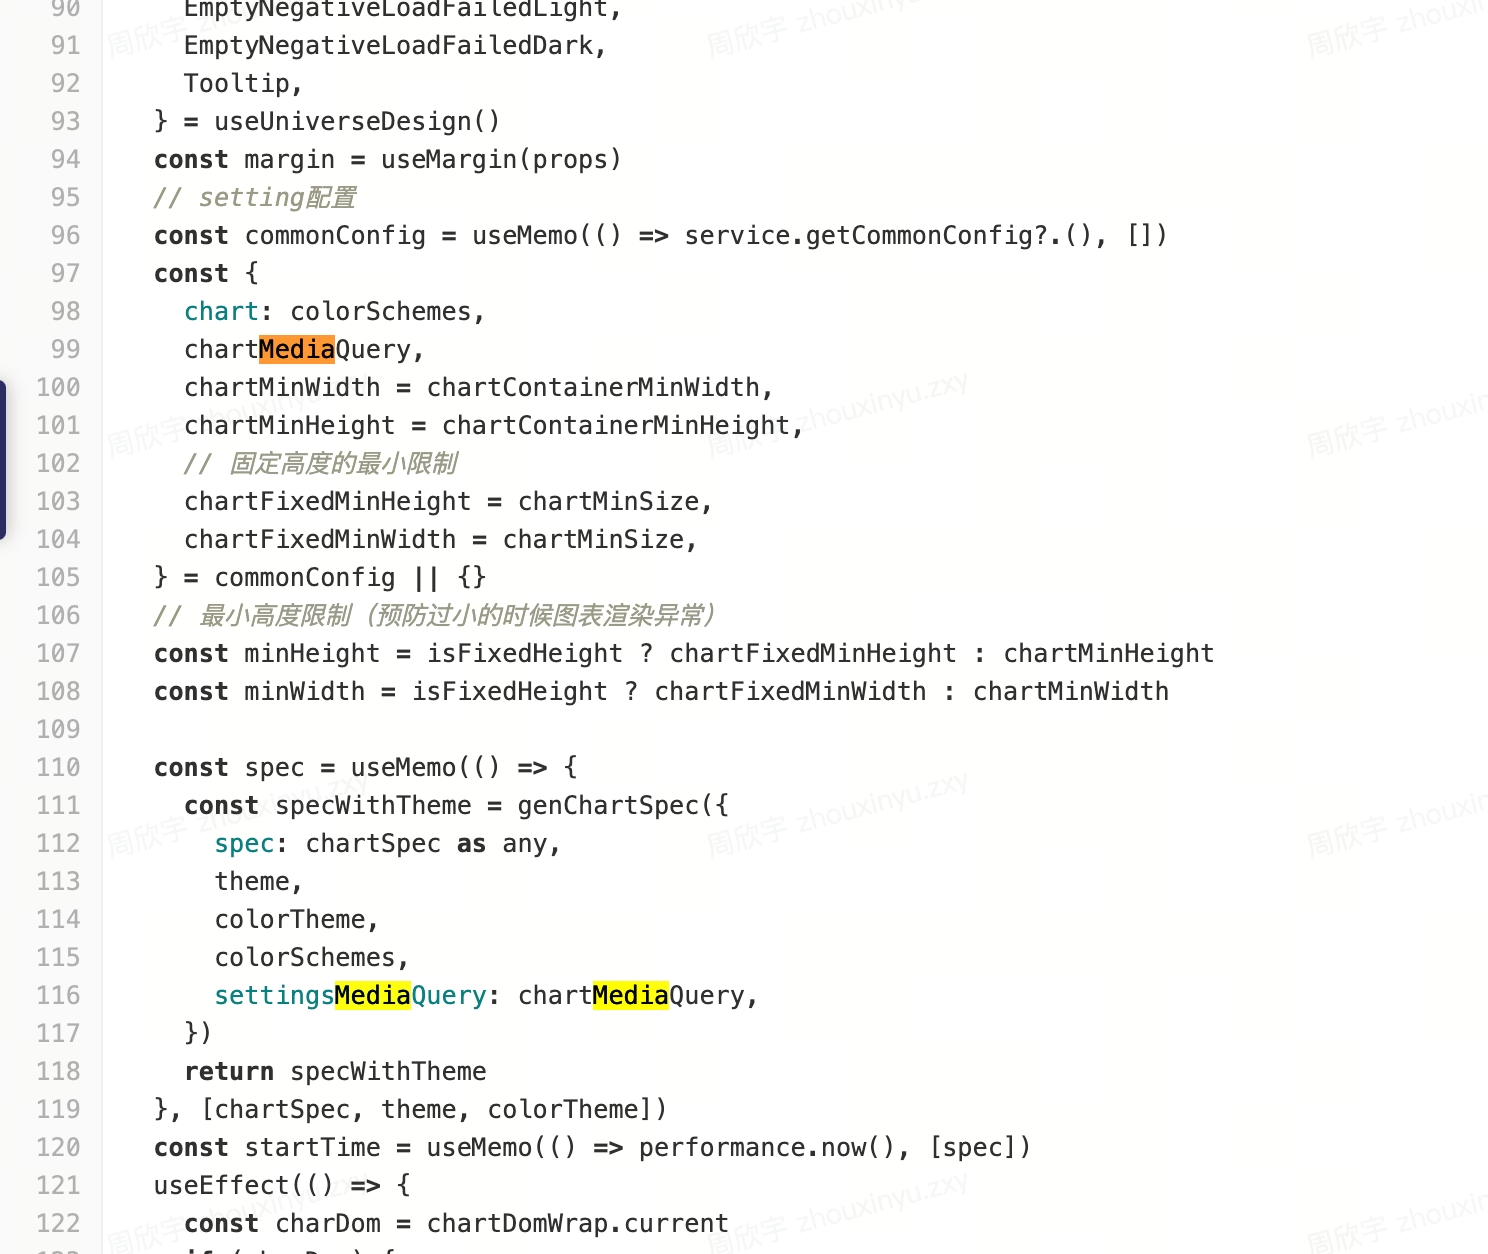 90 EmptyNegativeLoadFailedLight,
91 EmptyNegativeLoadFailedDark,
92 Tooltip,
93 } = useUniverseDesign()
94 const margin = useMargin(props)
95 // setting配置
96 const commonConfig = useMemo(() => service.getCommonConfig?.(), [])
97 const {
98 chart: colorSchemes,
99 chartMediaQuery,
100 chartMinWidth = chartContainerMinWidth,
101 chartMinHeight = chartContainerMinHeight,
102 // 固定高度的最小限制
103 chartFixedMinHeight = chartMinSize,
104 chartFixedMinWidth = chartMinSize,
105 } = commonConfig || {}
106 // 最小高度限制（预防过小的时候图表渲染异常）
107 const minHeight = isFixedHeight ? chartFixedMinHeight : chartMinHeight
108 const minWidth = isFixedHeight ? chartFixedMinWidth : chartMinWidth
109
110 const spec = useMemo(() => {
111 const specWithTheme = genChartSpec({
112 spec: chartSpec as any,
113 theme,
114 colorTheme,
115 colorSchemes,
116 settingsMediaQuery: chartMediaQuery,
117 })
118 return specWithTheme
119 }, [chartSpec, theme, colorTheme])
120 const startTime = useMemo(() => performance.now(), [spec])
121 useEffect(() => {
122 const charDom = chartDomWrap.current
周欣宇 zhouxinyu.zxy